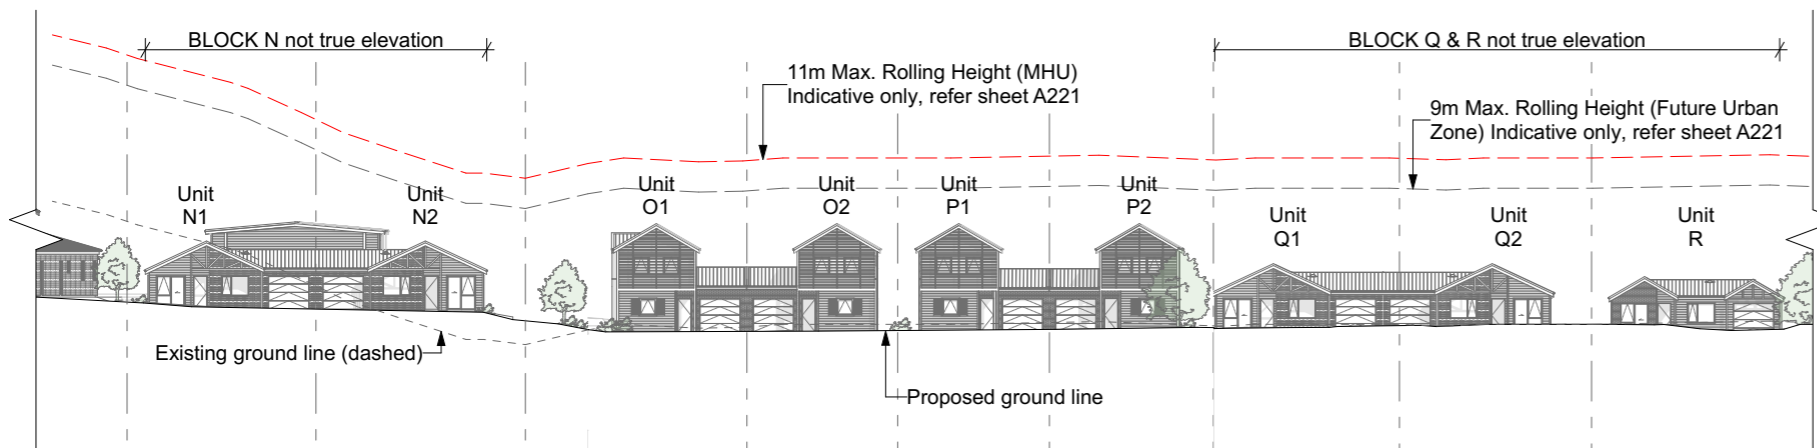 BLOCK N not true elevation
BLOCK Q & R not true elevation
11m Max. Rolling Height (MHU)
Indicative only, refer sheet A221
9m Max. Rolling Height (Future Urban
Zone) Indicative only, refer sheet A221
Unit
N1
Unit
N2
Unit
O1
Unit
O2
Unit
P1
Unit
P2
Unit
Q1
Unit
Q2
Unit
R
Existing ground line (dashed)
Proposed ground line